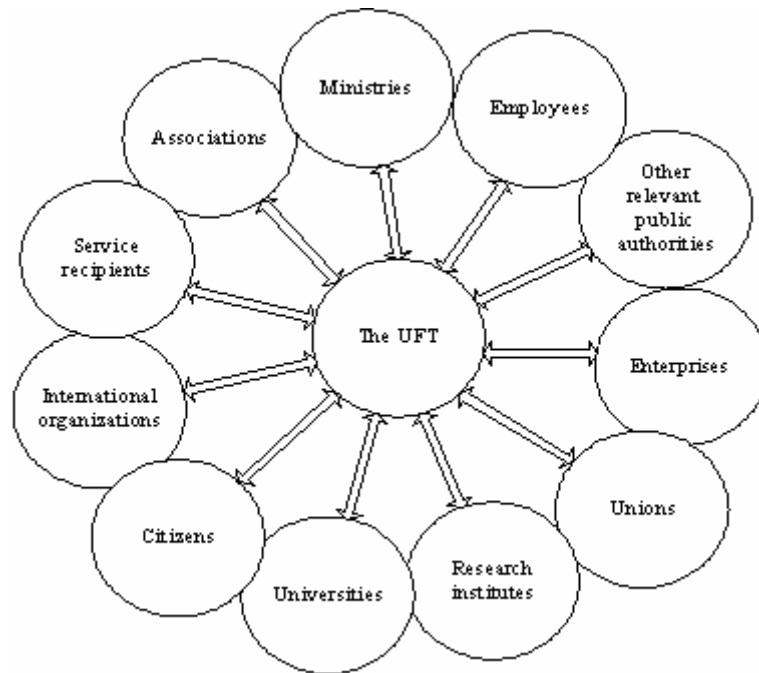 Ministries
Employees
Associations
Other
relevant
public
authorities
Service
recipients
The UFT
Enterprises
International
organizations
Unions
Citizens
Research
institutes
Universities